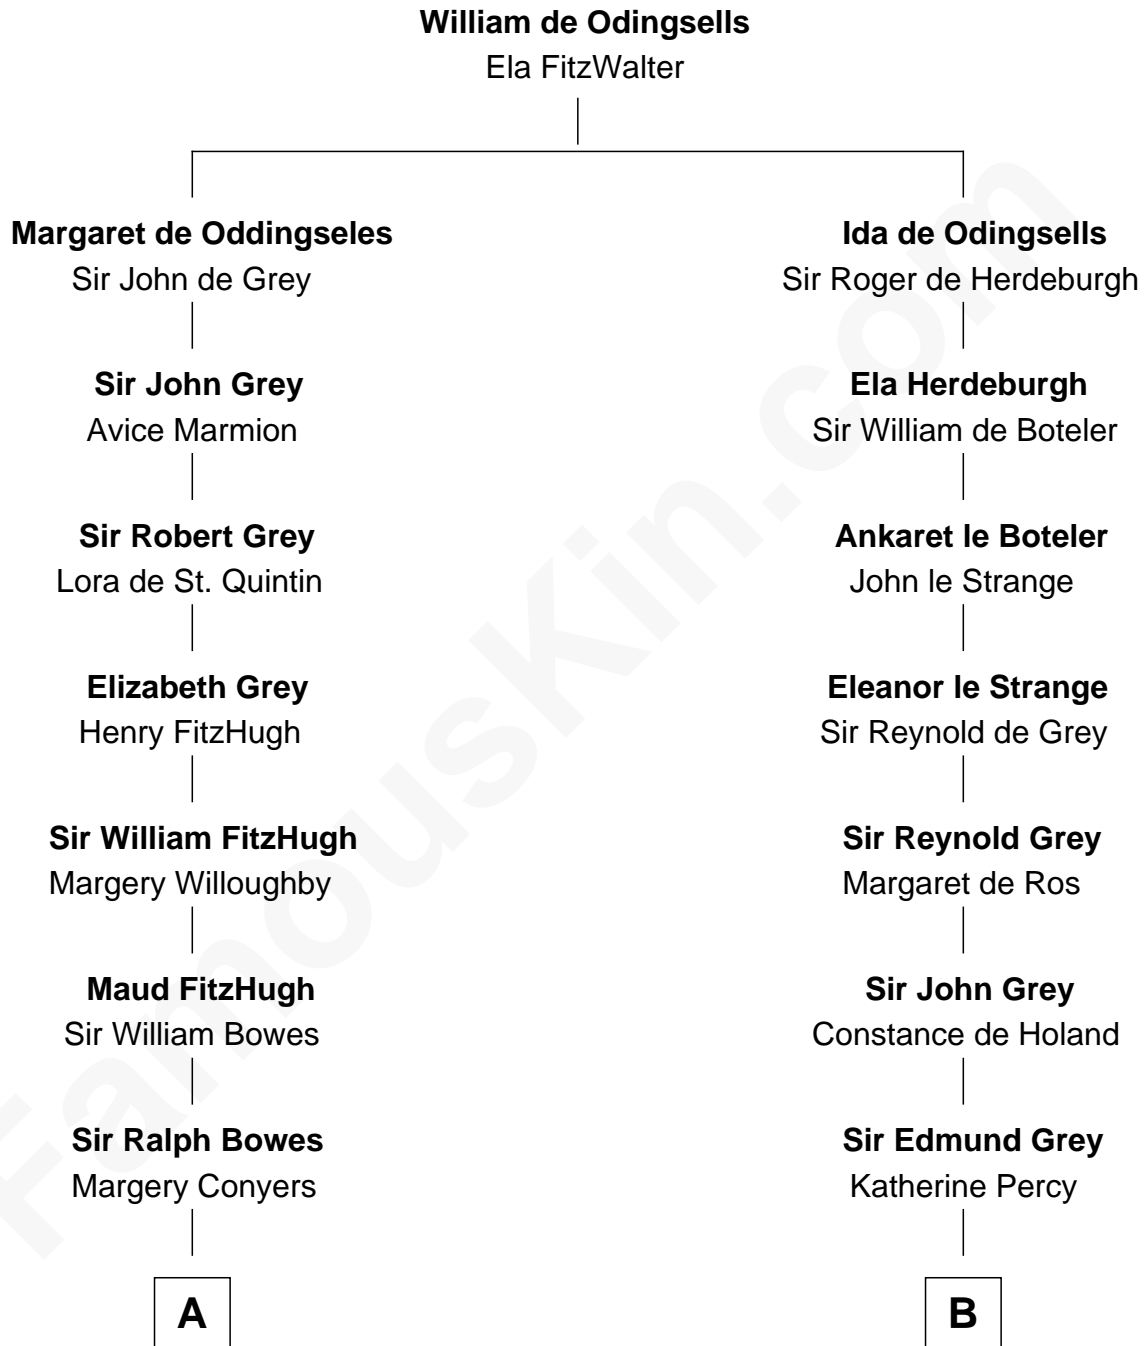 William de Odingsells
Ela FitzWalter
Margaret de Oddingseles
Sir John de Grey
Ida de Odingsells
Sir Roger de Herdeburgh
Sir John Grey
Avice Marmion
Ela Herdeburgh
Sir William de Boteler
Sir Robert Grey
Lora de St. Quintin
Ankaret le Boteler
John le Strange
Elizabeth Grey
Henry FitzHugh
Eleanor le Strange
Sir Reynold de Grey
Sir William FitzHugh
Margery Willoughby
Sir Reynold Grey
Margaret de Ros
Maud FitzHugh
Sir William Bowes
Sir John Grey
Constance de Holand
Sir Ralph Bowes
Margery Conyers
Sir Edmund Grey
Katherine Percy
A
B
FamousKin.com